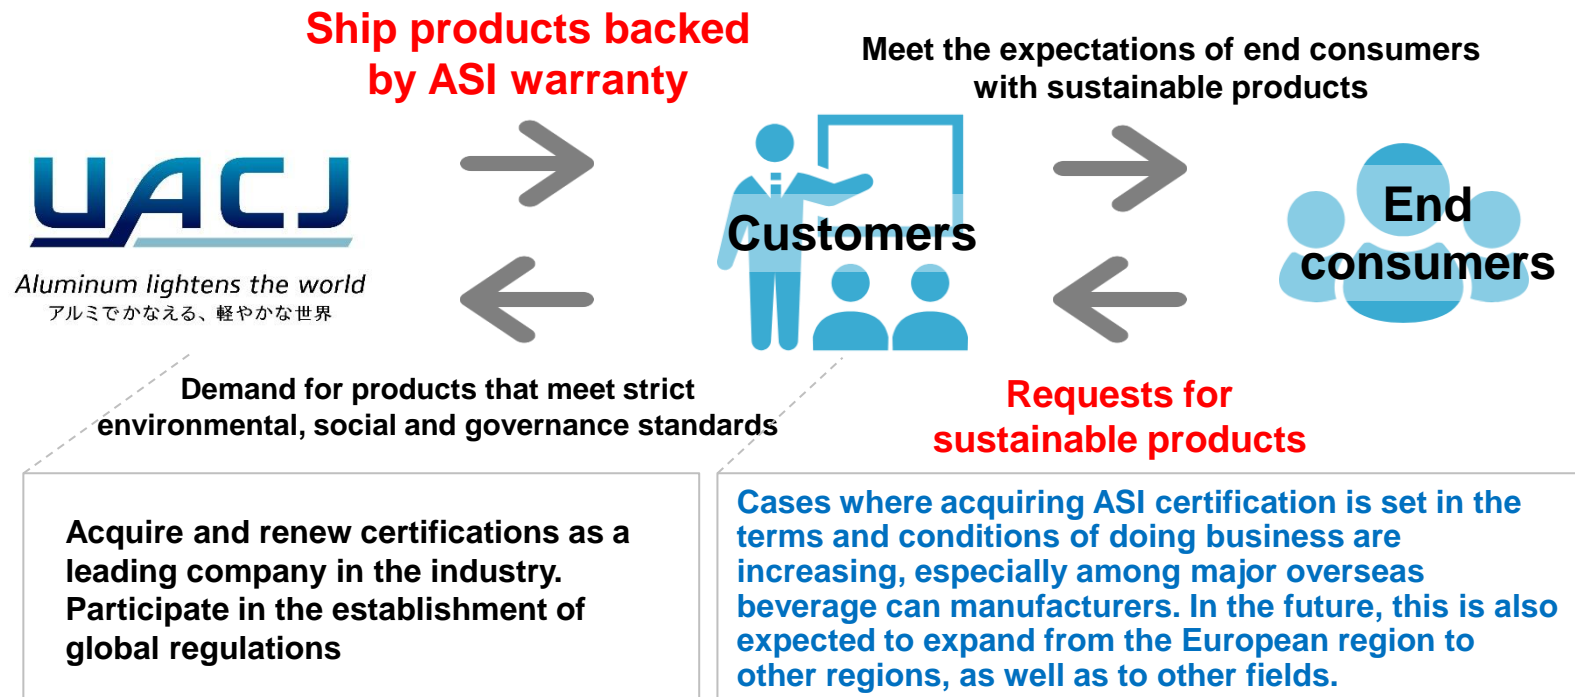 Ship products backed
by ASI warranty
Meet the expectations of end consumers
with sustainable products
UACJ
Aluminum lightens the world
アルミでかなえる、軽やかな世界
Customers
End
consumers
Demand for products that meet strict
environmental, social and governance standards
Requests for
sustainable products
Acquire and renew certifications as a
leading company in the industry.
Participate in the establishment of
global regulations
Cases where acquiring ASI certification is set in the
terms and conditions of doing business are
increasing, especially among major overseas
beverage can manufacturers. In the future, this is also
expected to expand from the European region to
other regions, as well as to other fields.